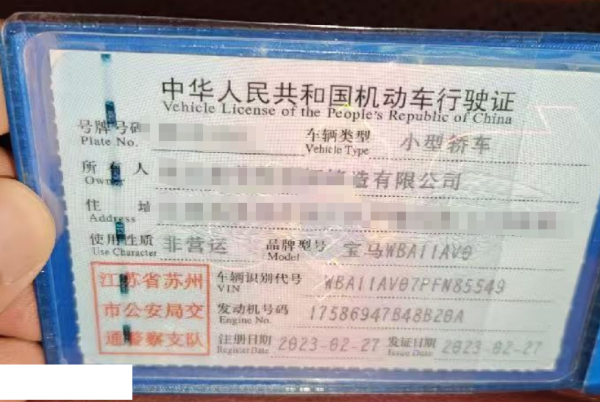 中华人民共和国机动车行驶证
Vehicle License of the People's Republic of China
号牌号码 车辆类型 小型轿车
Plate No. Vehicle Type
所有人 造有限公司
Owner
住址
Address
使用性质 非营运 品牌型号 宝马WBA11AV0
Use Character Model
江苏省苏州 车辆识别代号 WBA11AV07PFN85549
VIN
市公安局交 发动机号码 17586947B48B20A
Engine No.
通警察支队 注册日期 2023-02-27 发证日期 2023-02-27
Register Date Issue Date